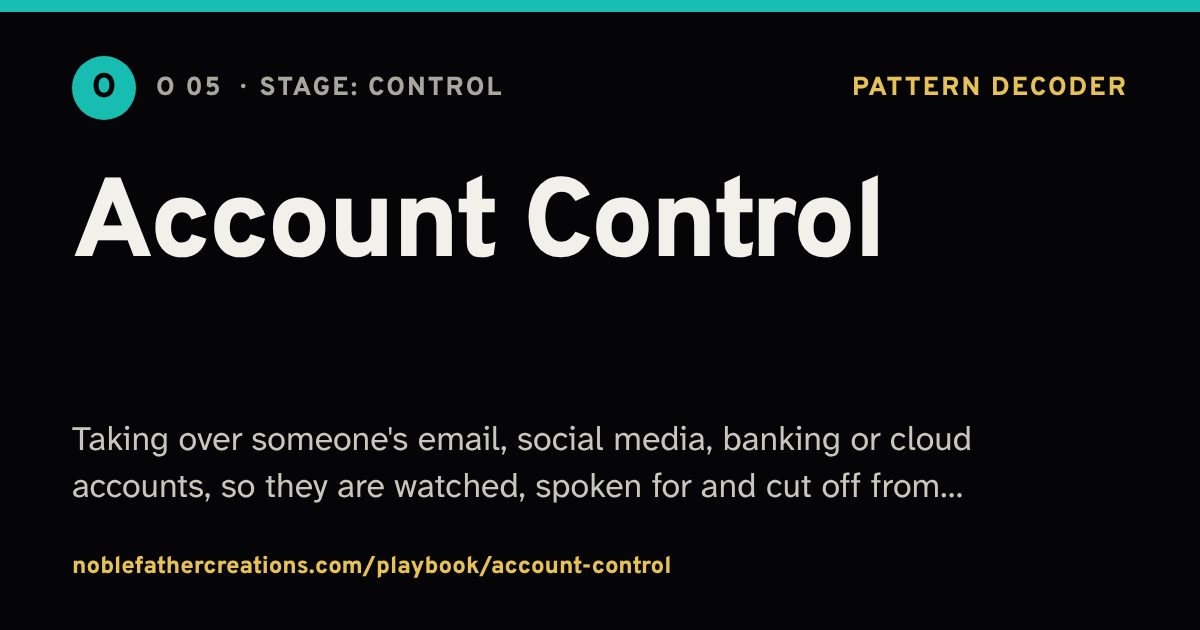 O
O 05 · STAGE: CONTROL
PATTERN DECODER
Account Control
Taking over someone's email, social media, banking or cloud
accounts, so they are watched, spoken for and cut off from...
noblefathercreations.com/playbook/account-control